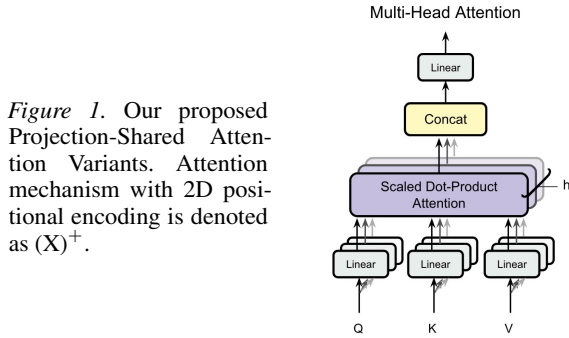 Figure 1. Our proposed
Projection-Shared Atten-
tion Variants. Attention
mechanism with 2D posi-
tional encoding is denoted
as (X)⁺.
Multi-Head Attention
Linear
Concat
Scaled Dot-Product
Attention
h
Linear Linear Linear
Q K V